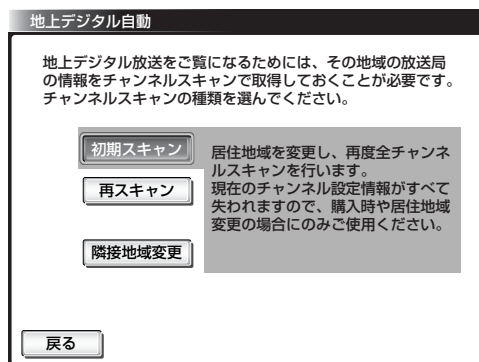 地上デジタル自動
地上デジタル放送をご覧になるためには、その地域の放送局
の情報をチャンネルスキャンで取得しておくことが必要です。
チャンネルスキャンの種類を選んでください。
初期スキャン
再スキャン
隣接地域変更
居住地域を変更し、再度全チャンネ
ルスキャンを行います。
現在のチャンネル設定情報がすべて
失われますので、購入時や居住地域
変更の場合にのみご使用ください。
戻る